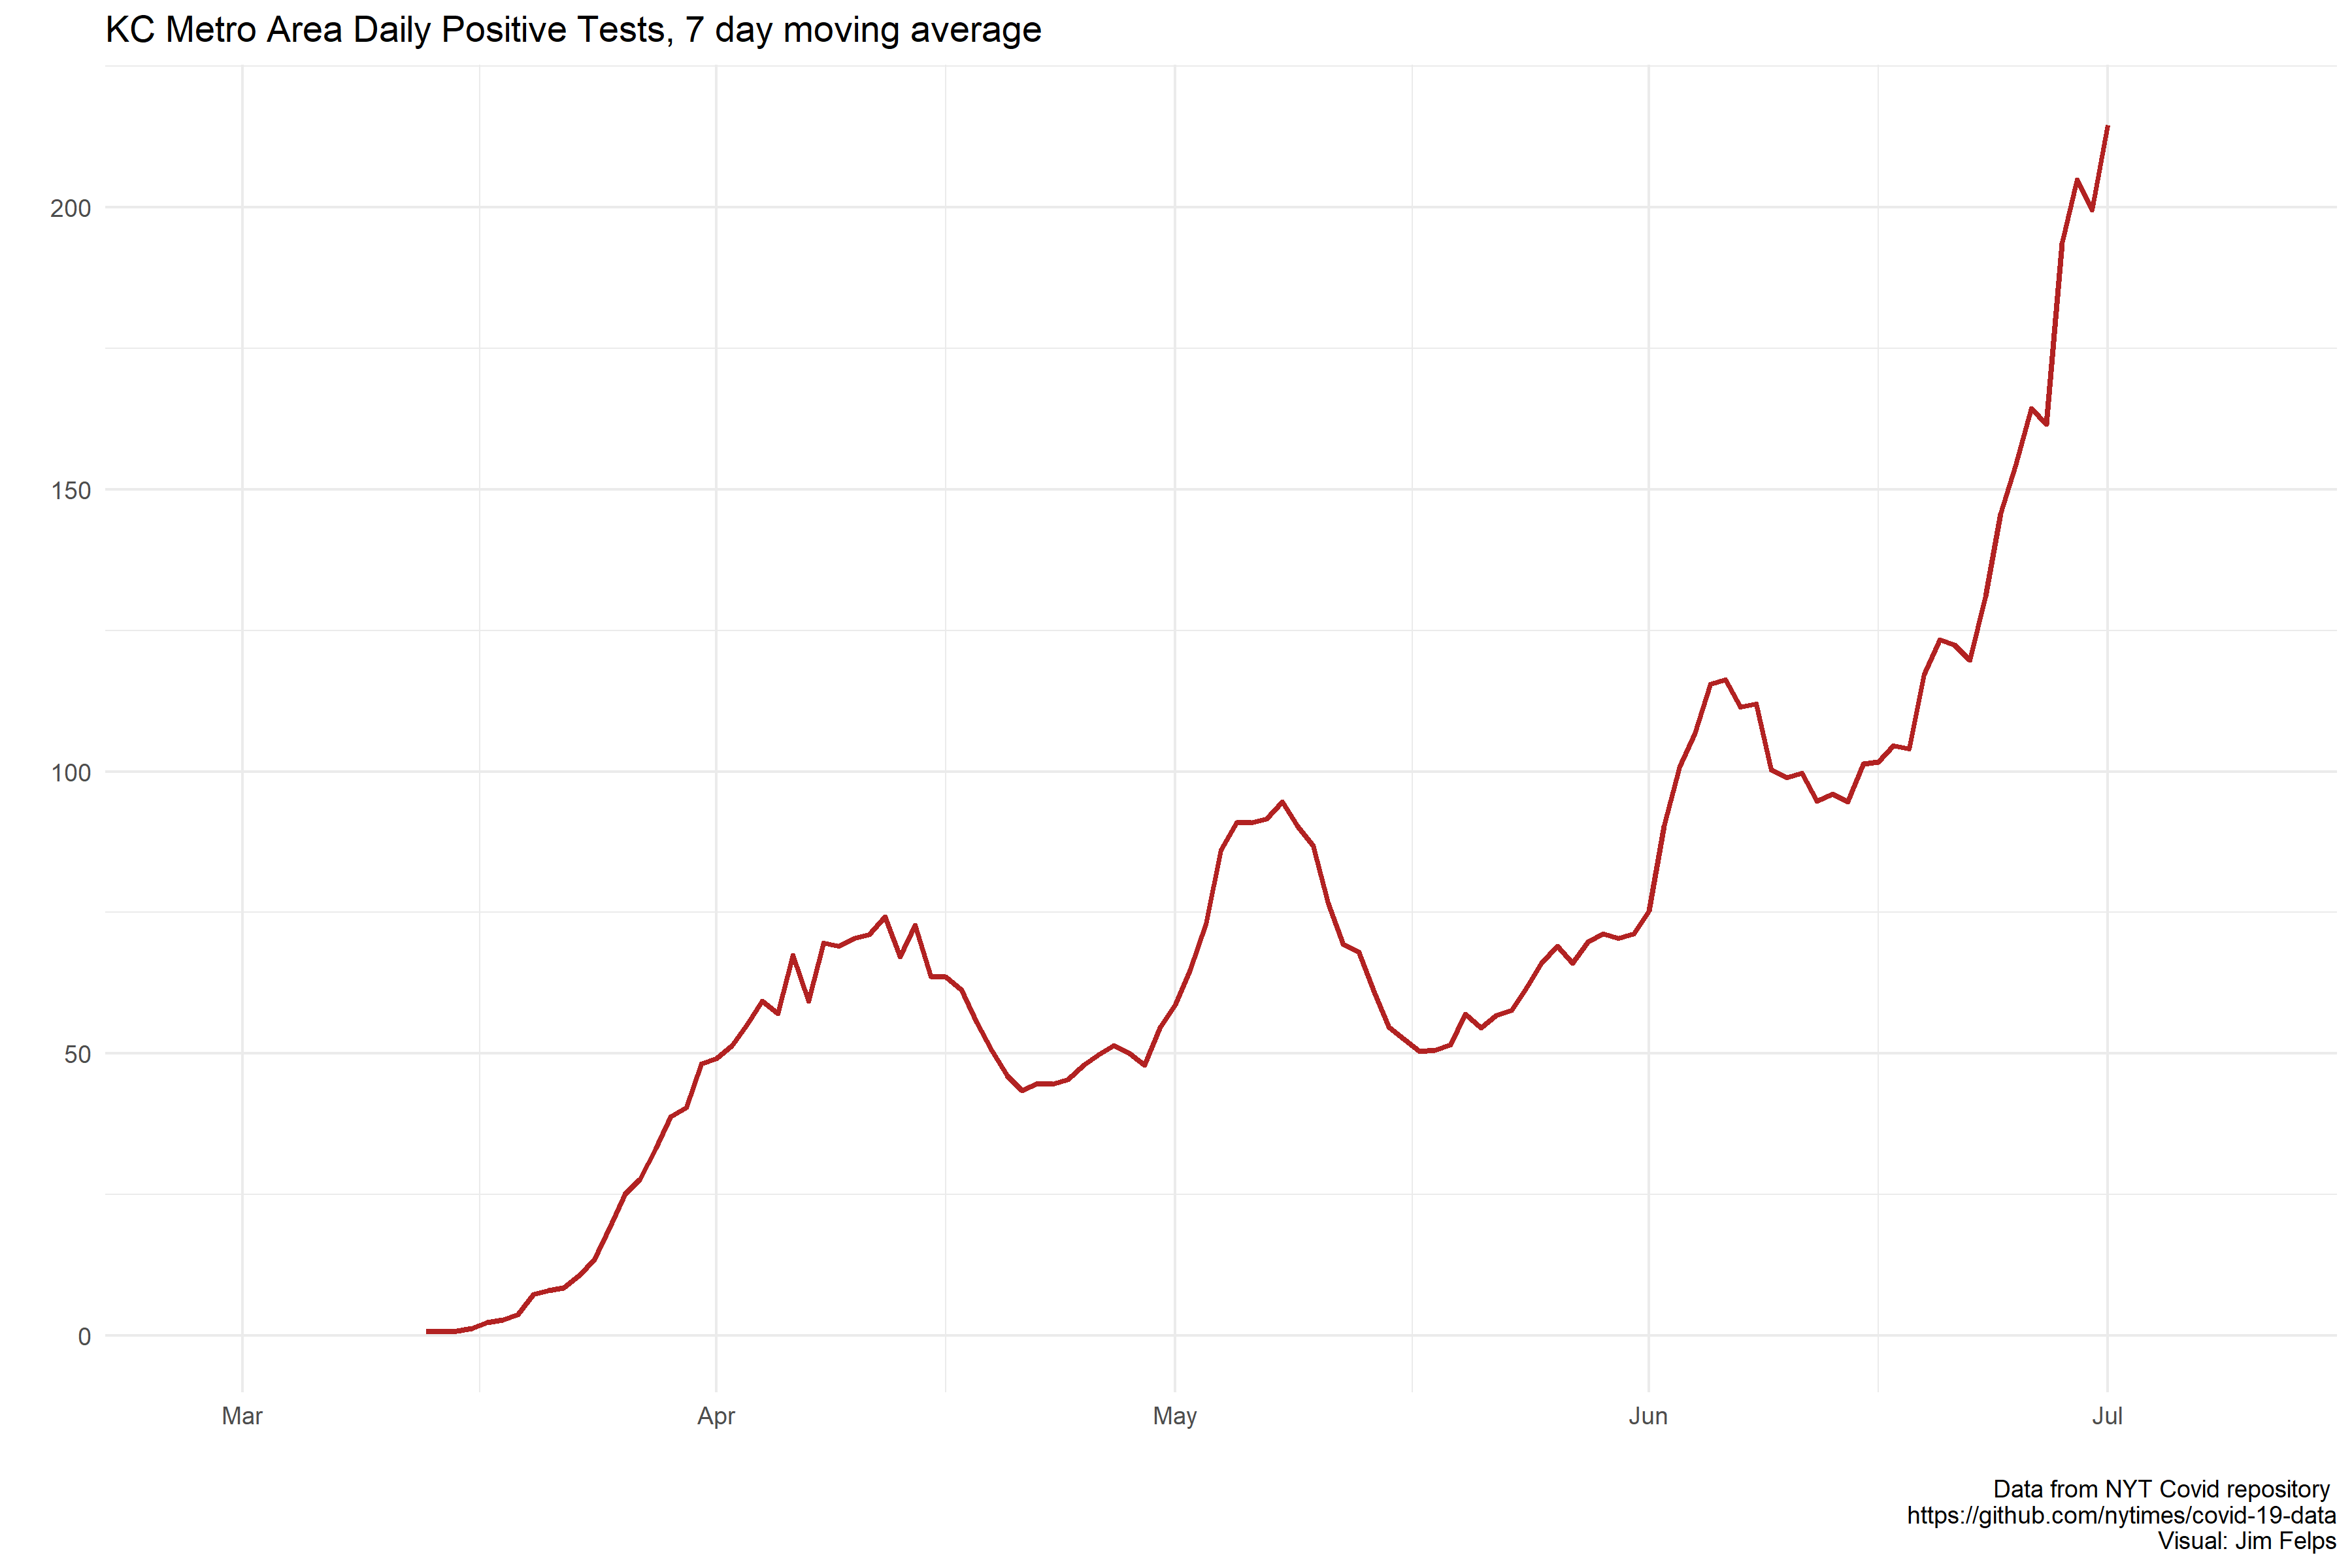 KC Metro Area Daily Positive Tests, 7 day moving average
200
150
100
50
0
Mar Apr May Jun Jul
Data from NYT Covid repository
https://github.com/nytimes/covid-19-data
Visual: Jim Felps